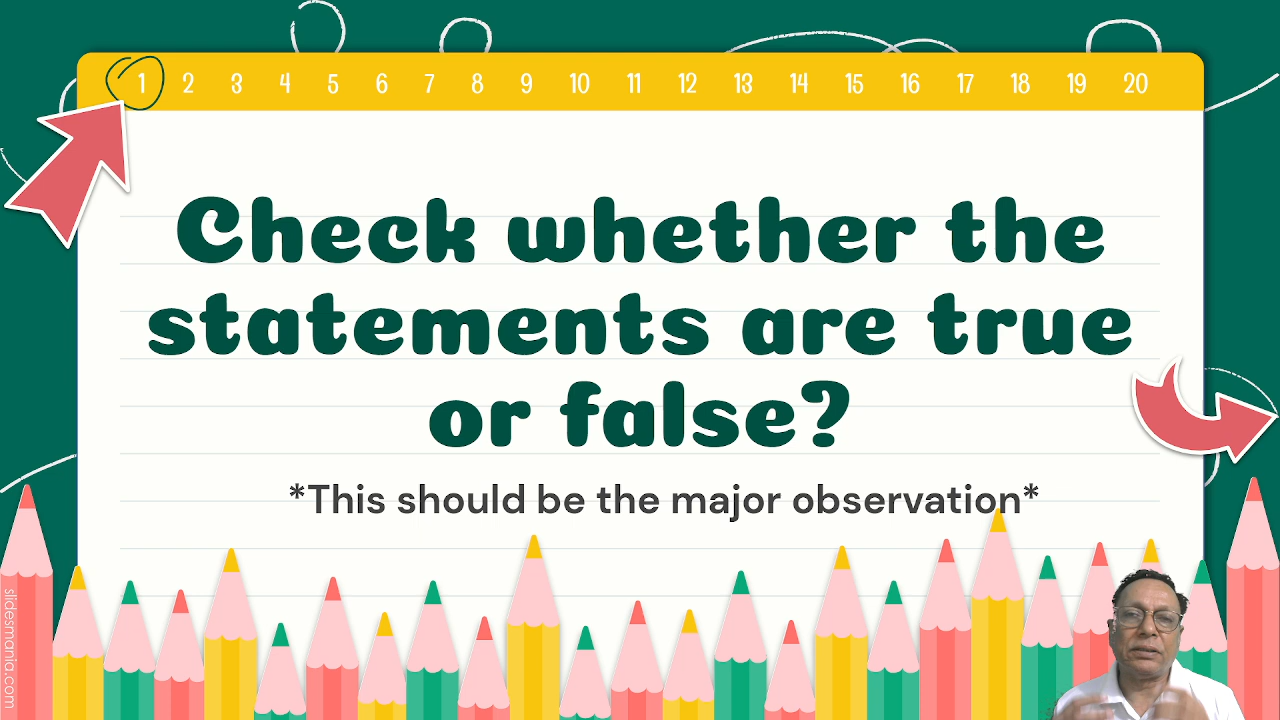 1 2 3 4 5 6 7 8 9 10 11 12 13 14 15 16 17 18 19 20
Check whether the
statements are true
or false?
*This should be the major observation*
slidesmania.com